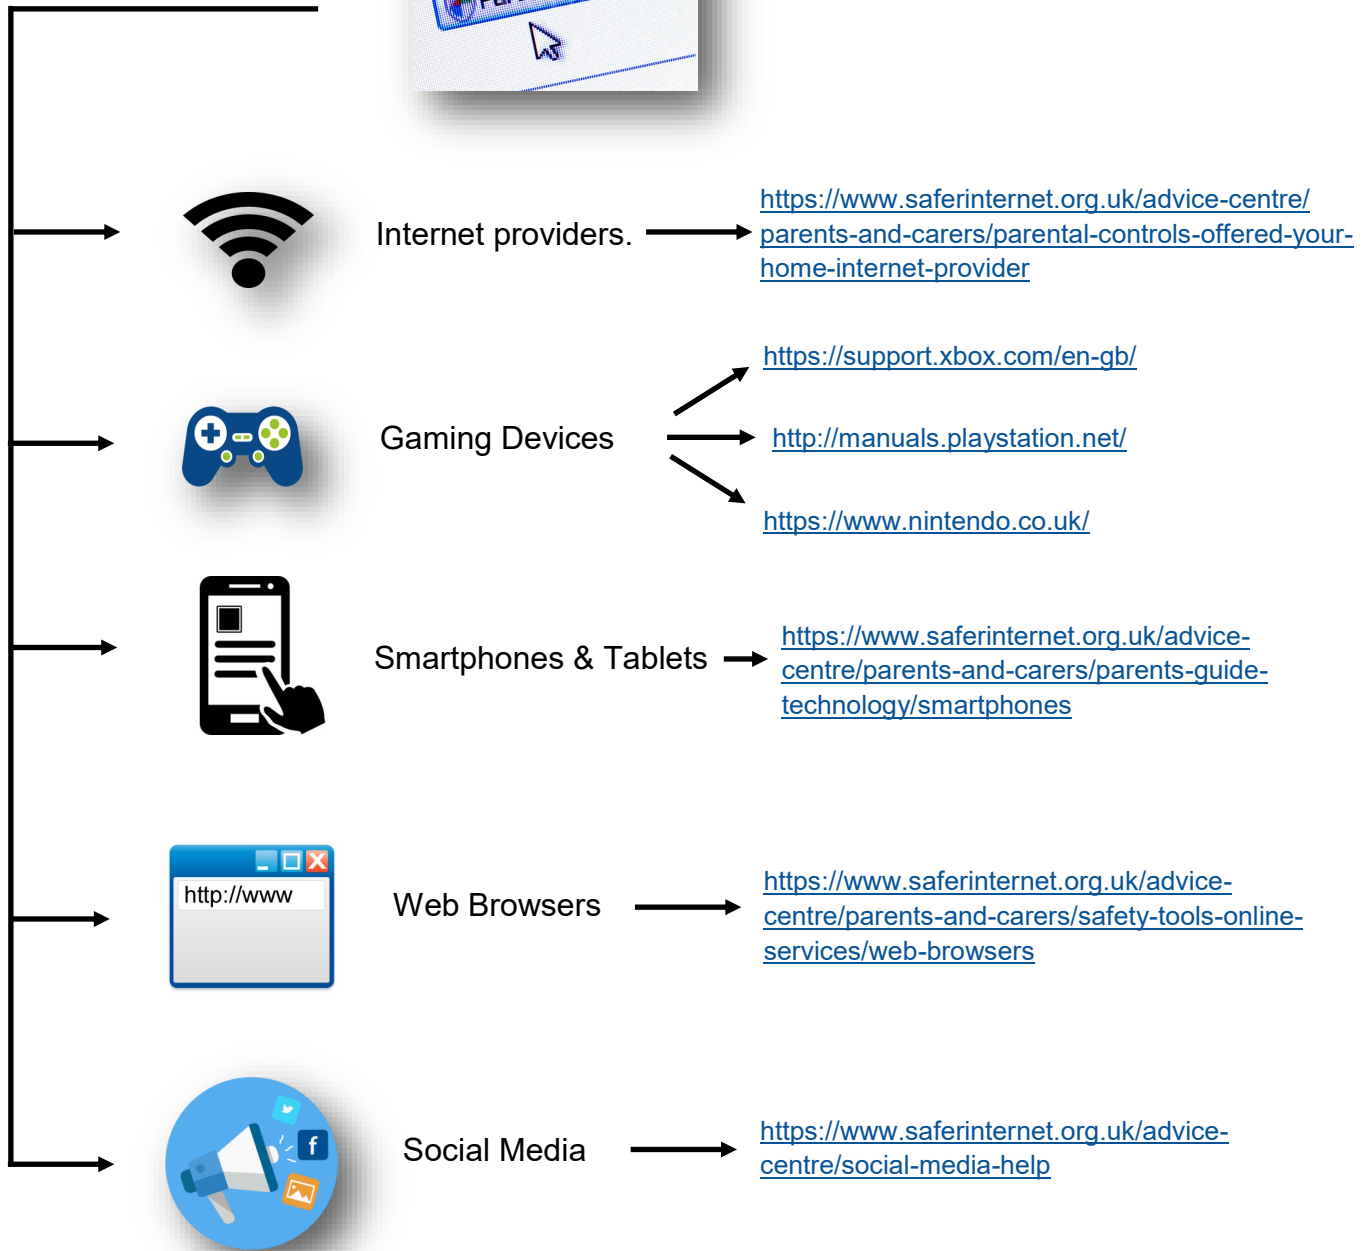 Internet providers.
https://www.saferinternet.org.uk/advice-centre/
parents-and-carers/parental-controls-offered-your-
home-internet-provider
https://support.xbox.com/en-gb/
Gaming Devices
http://manuals.playstation.net/
https://www.nintendo.co.uk/
Smartphones & Tablets
https://www.saferinternet.org.uk/advice-
centre/parents-and-carers/parents-guide-
technology/smartphones
http://www
Web Browsers
https://www.saferinternet.org.uk/advice-
centre/parents-and-carers/safety-tools-online-
services/web-browsers
f
Social Media
https://www.saferinternet.org.uk/advice-
centre/social-media-help